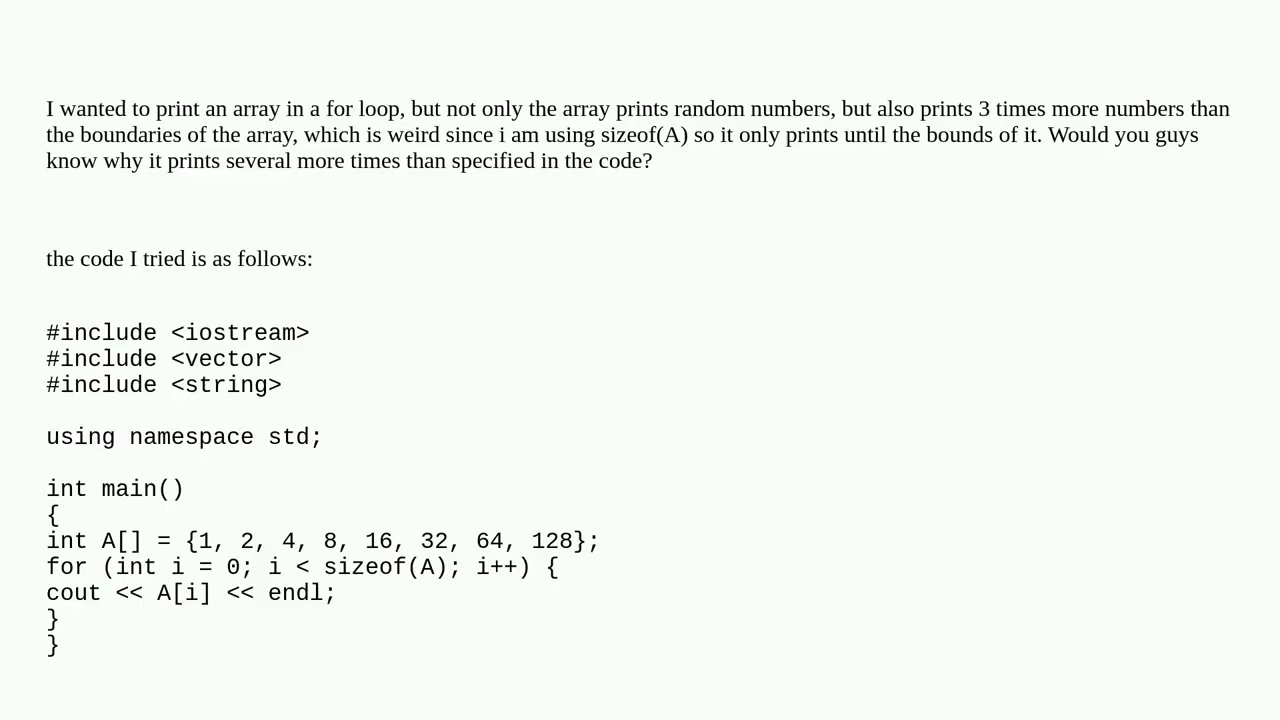 I wanted to print an array in a for loop, but not only the array prints random numbers, but also prints 3 times more numbers than
the boundaries of the array, which is weird since i am using sizeof(A) so it only prints until the bounds of it. Would you guys
know why it prints several more times than specified in the code?
the code I tried is as follows:
#include <iostream>
#include <vector>
#include <string>
using namespace std;
int main()
{
int A[] = {1, 2, 4, 8, 16, 32, 64, 128};
for (int i = 0; i < sizeof(A); i++) {
cout << A[i] << endl;
}
}